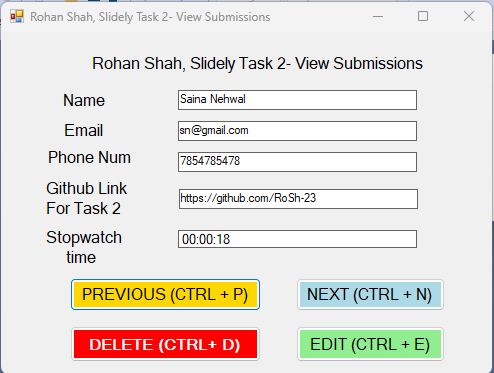 Rohan Shah, Slidely Task 2- View Submissions
Rohan Shah, Slidely Task 2- View Submissions
Name
Saina Nehwal
Email
sn@gmail.com
Phone Num
7854785478
Github Link
For Task 2
https://github.com/RoSh-23
Stopwatch
time
00:00:18
PREVIOUS (CTRL + P)
NEXT (CTRL + N)
DELETE (CTRL+ D)
EDIT (CTRL + E)